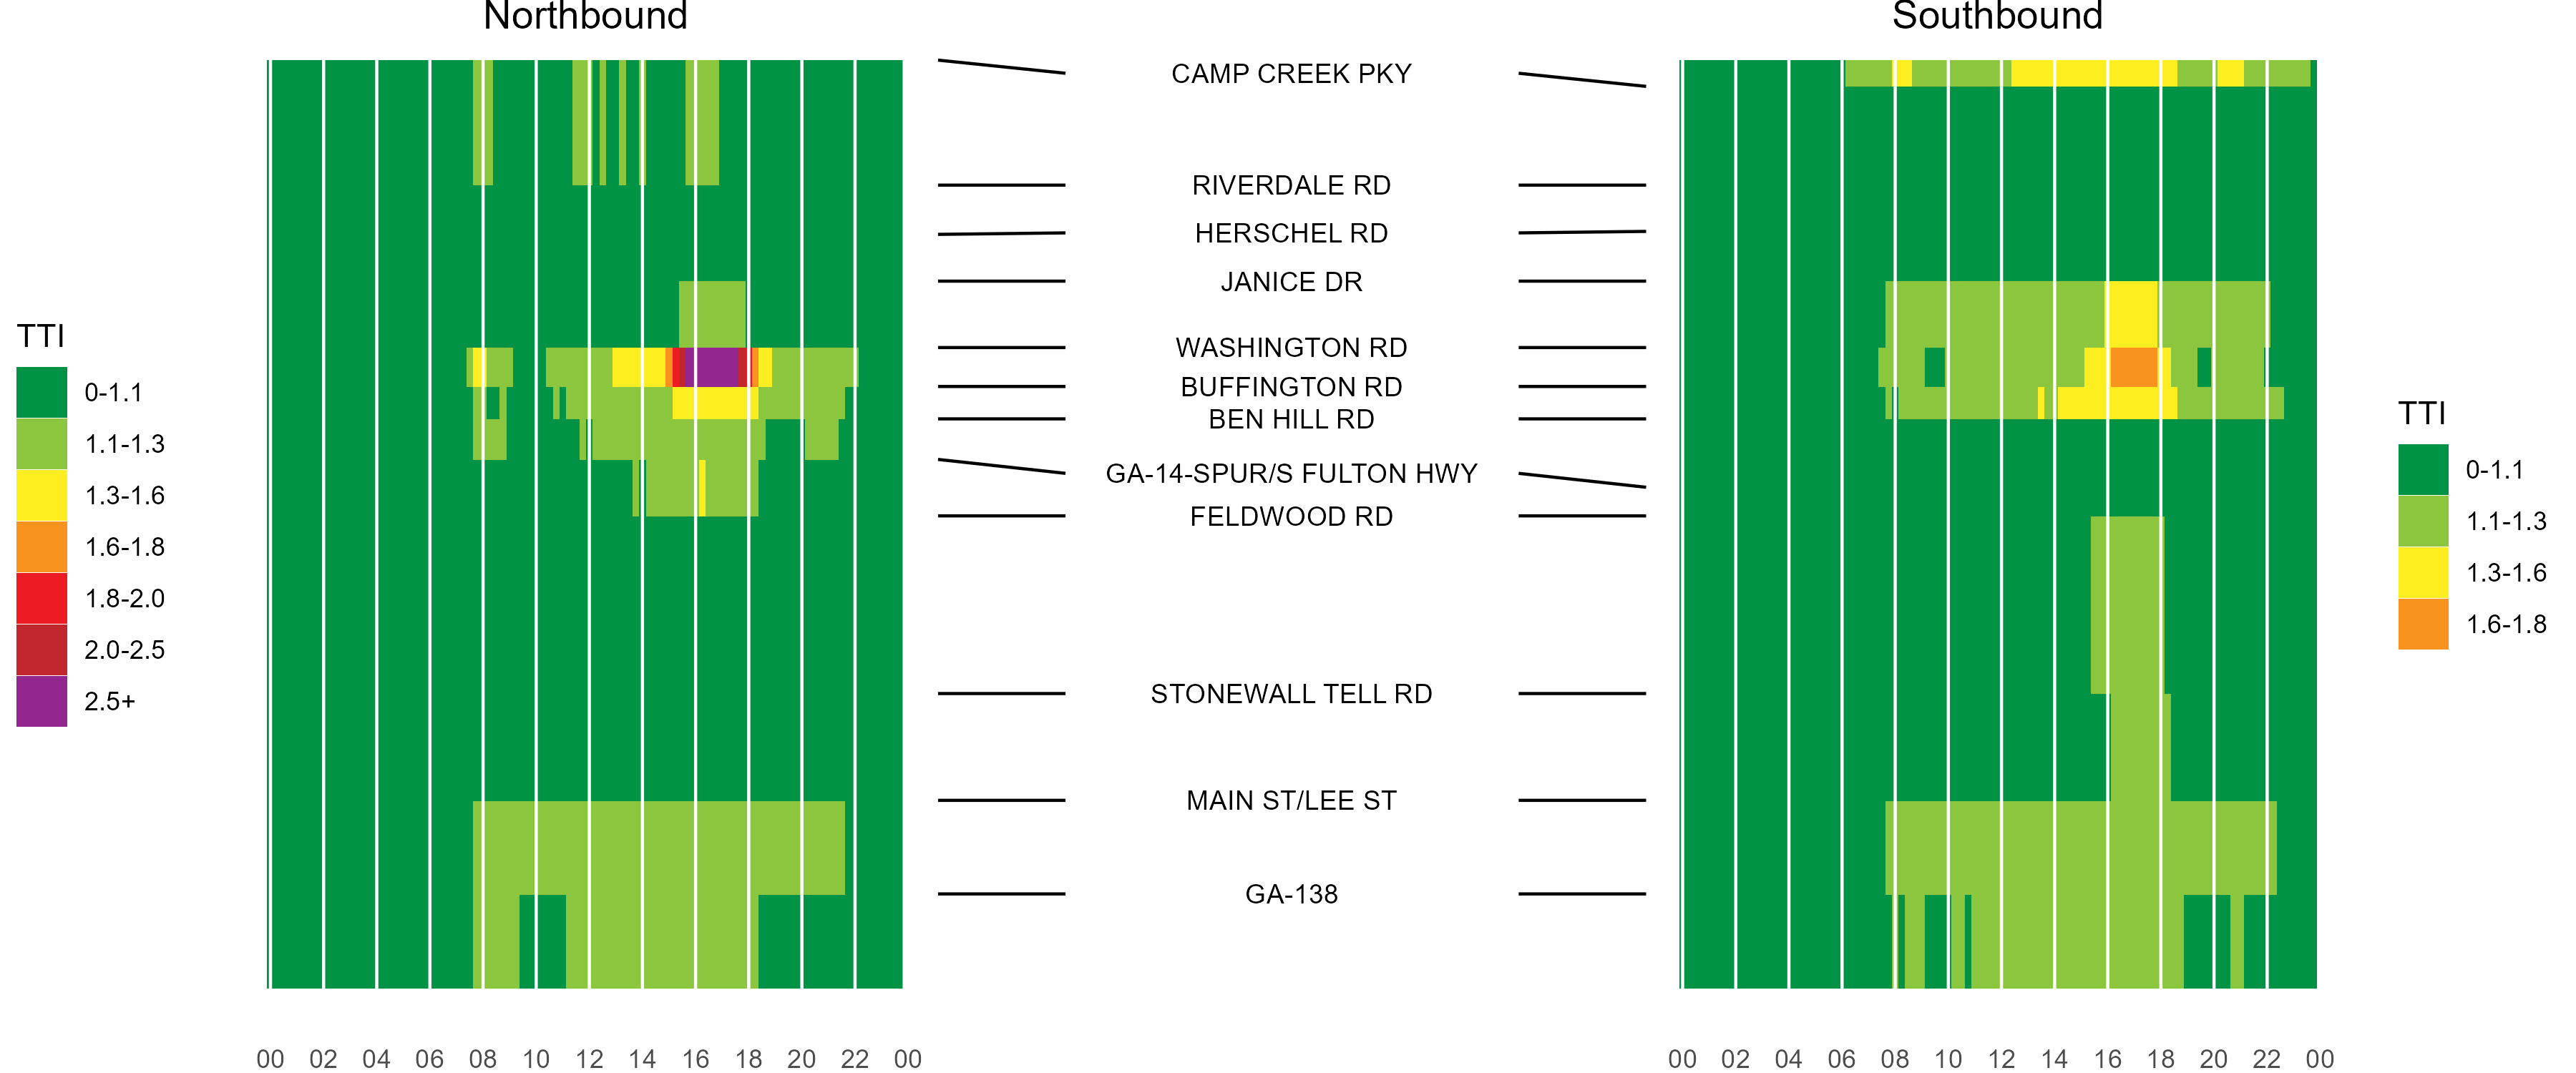 Northbound
Southbound
CAMP CREEK PKY
RIVERDALE RD
HERSCHEL RD
JANICE DR
WASHINGTON RD
BUFFINGTON RD
BEN HILL RD
GA-14-SPUR/S FULTON HWY
FELDWOOD RD
STONEWALL TELL RD
MAIN ST/LEE ST
GA-138
TTI
0-1.1
1.1-1.3
1.3-1.6
1.6-1.8
1.8-2.0
2.0-2.5
2.5+
TTI
0-1.1
1.1-1.3
1.3-1.6
1.6-1.8
00 02 04 06 08 10 12 14 16 18 20 22 00
00 02 04 06 08 10 12 14 16 18 20 22 00